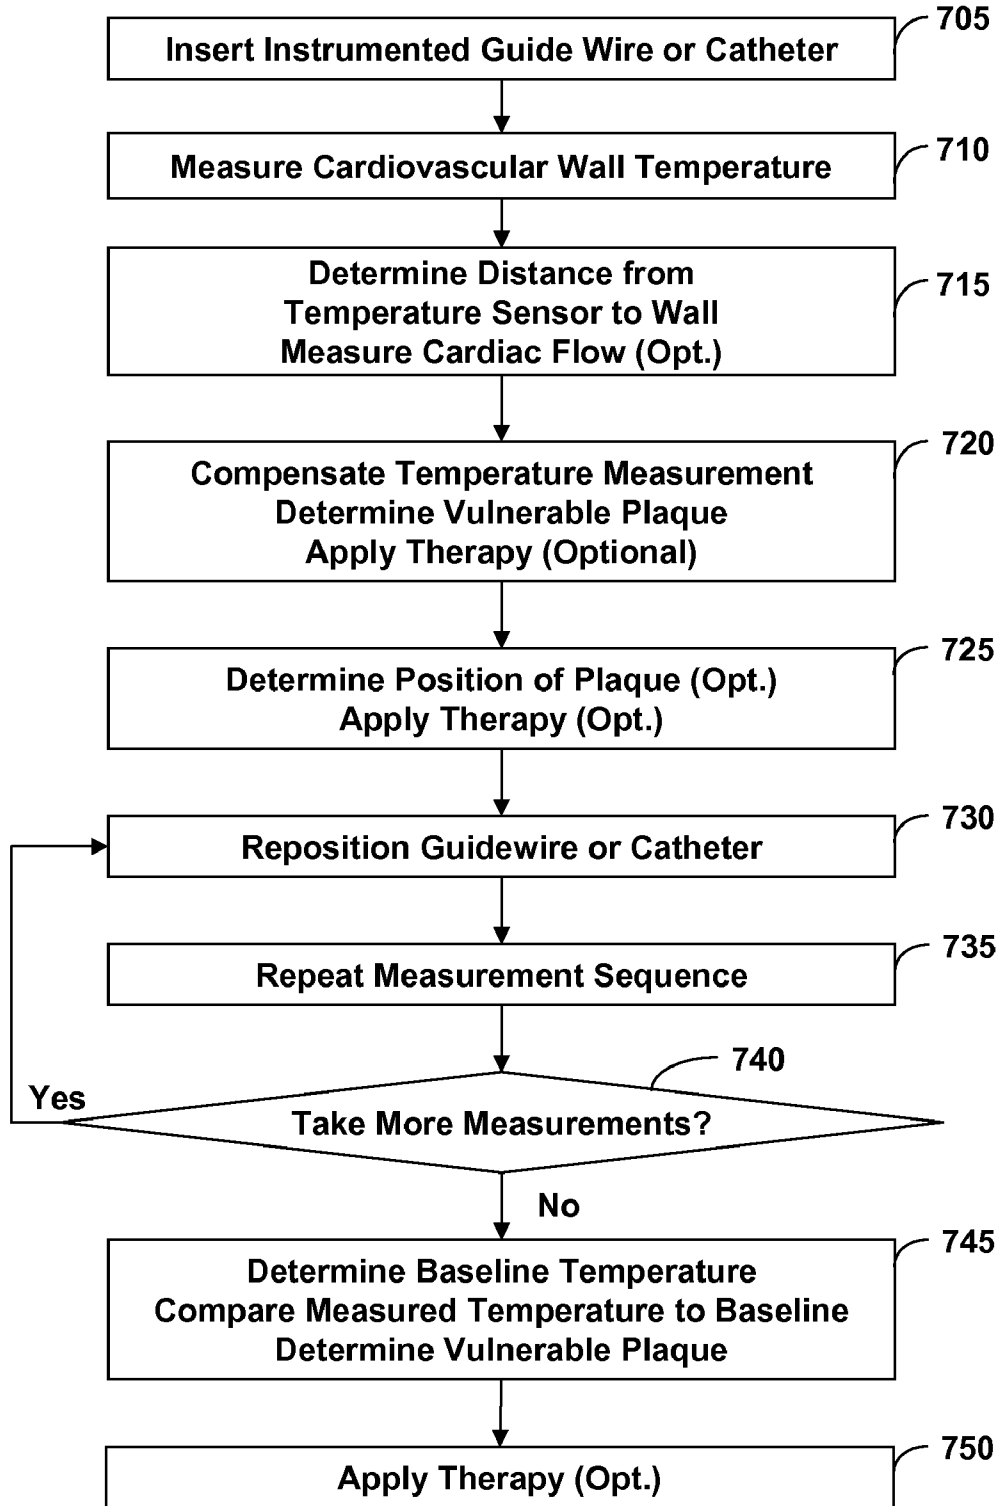 705
Insert Instrumented Guide Wire or Catheter
710
Measure Cardiovascular Wall Temperature
715
Determine Distance from
Temperature Sensor to Wall
Measure Cardiac Flow (Opt.)
720
Compensate Temperature Measurement
Determine Vulnerable Plaque
Apply Therapy (Optional)
725
Determine Position of Plaque (Opt.)
Apply Therapy (Opt.)
730
Reposition Guidewire or Catheter
735
Repeat Measurement Sequence
740
Yes
Take More Measurements?
No
745
Determine Baseline Temperature
Compare Measured Temperature to Baseline
Determine Vulnerable Plaque
750
Apply Therapy (Opt.)